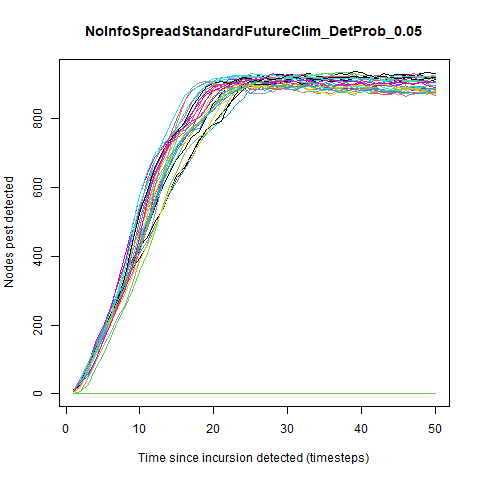 NoInfoSpreadStandardFutureClim_DetProb_0.05
Nodes pest detected
800
600
400
200
0
0 10 20 30 40 50
Time since incursion detected (timesteps)